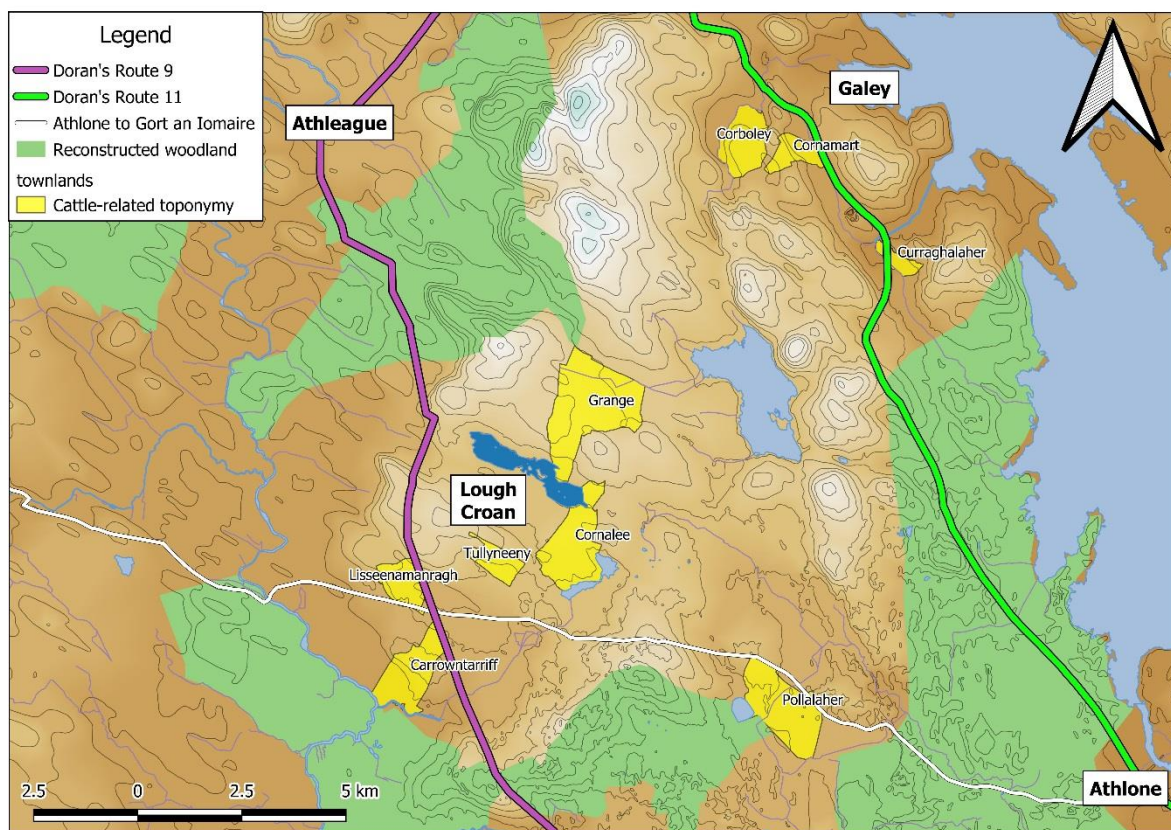 Legend
Doran's Route 9
Doran's Route 11
Athlone to Gort an Iomaire
Reconstructed woodland
townlands
Cattle-related toponymy
Athleague
Galey
Corboley
Cornamart
Curraghalaher
Grange
Lough
Croan
Cornalee
Tullyneeny
Lisseenamanragh
Carrowntarriff
Pollalaher
Athlone
2.5 0 2.5 5 km